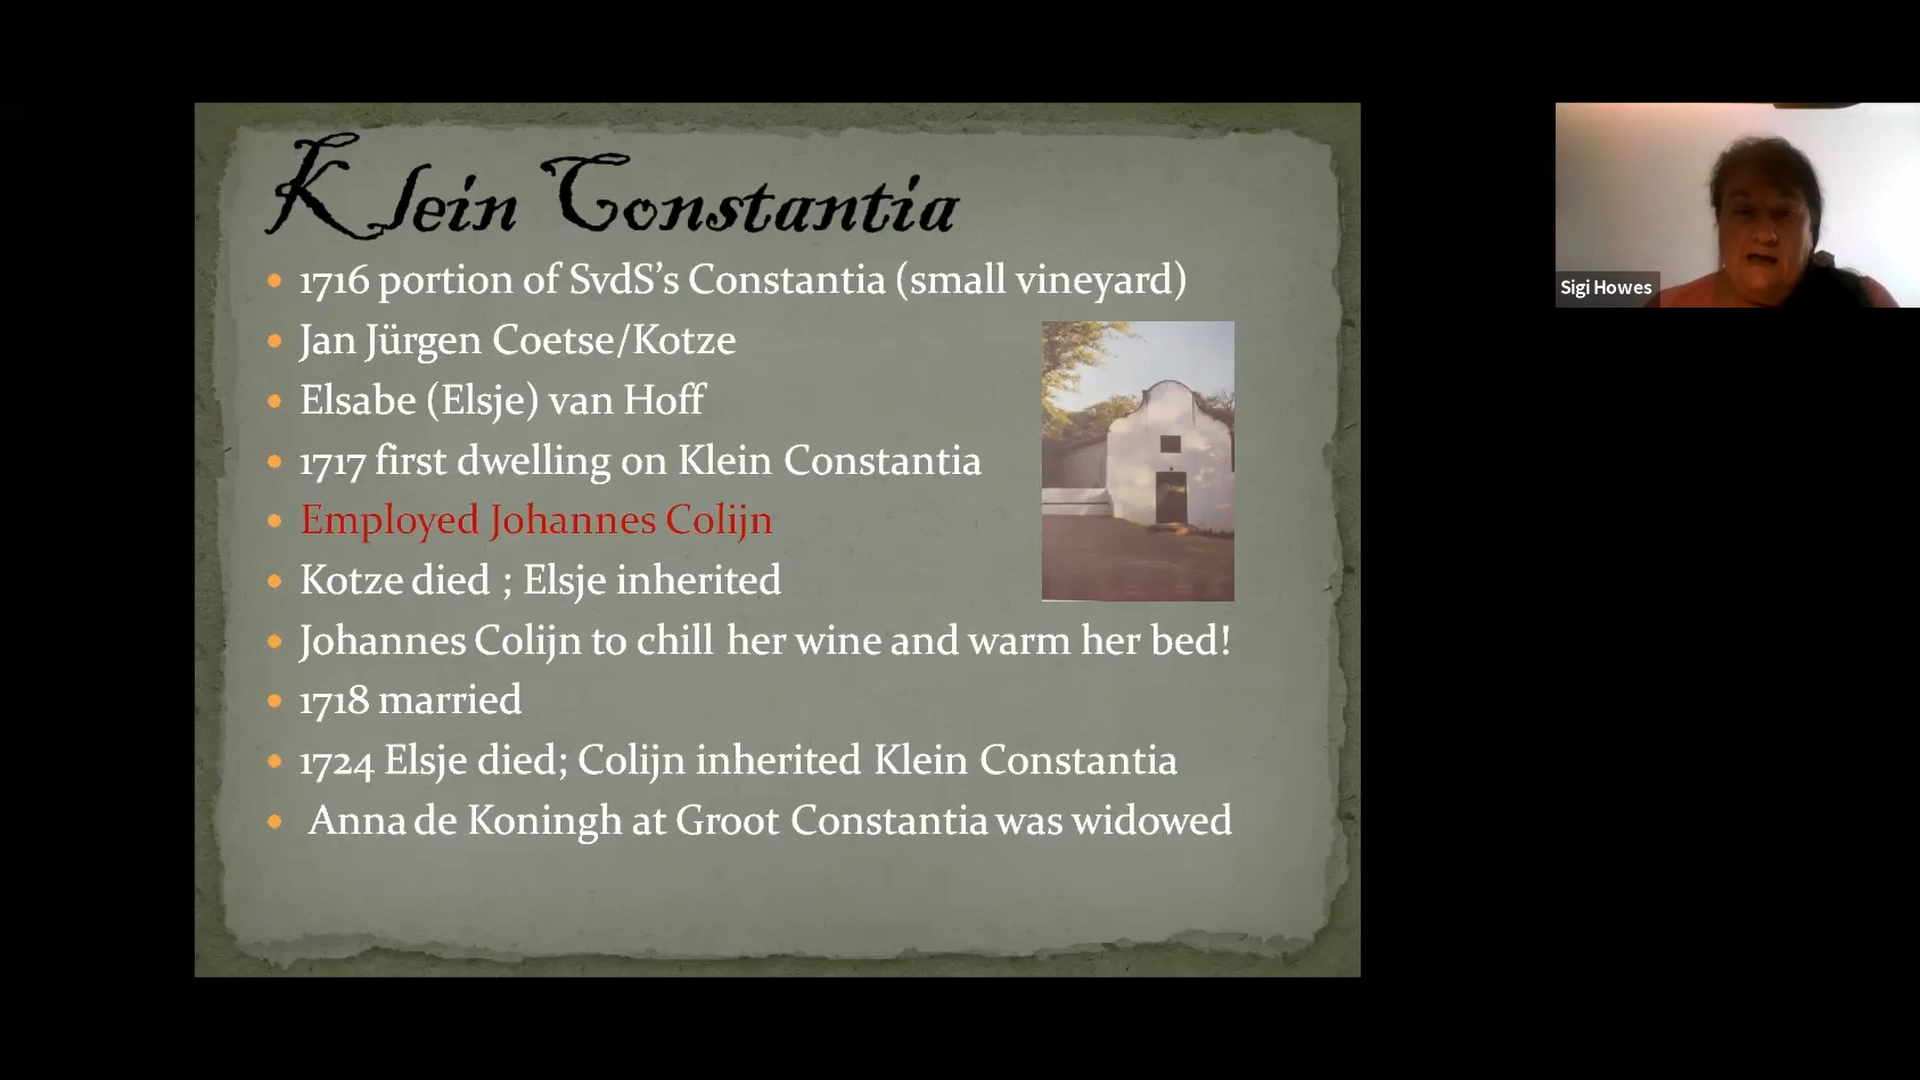 Klein Constantia
1716 portion of SvdS’s Constantia (small vineyard)
Jan Jürgen Coetse/Kotze
Elsabe (Elsje) van Hoff
1717 first dwelling on Klein Constantia
Employed Johannes Colijn
Kotze died ; Elsje inherited
Johannes Colijn to chill her wine and warm her bed!
1718 married
1724 Elsje died; Colijn inherited Klein Constantia
Anna de Koningh at Groot Constantia was widowed
Sigi Howes